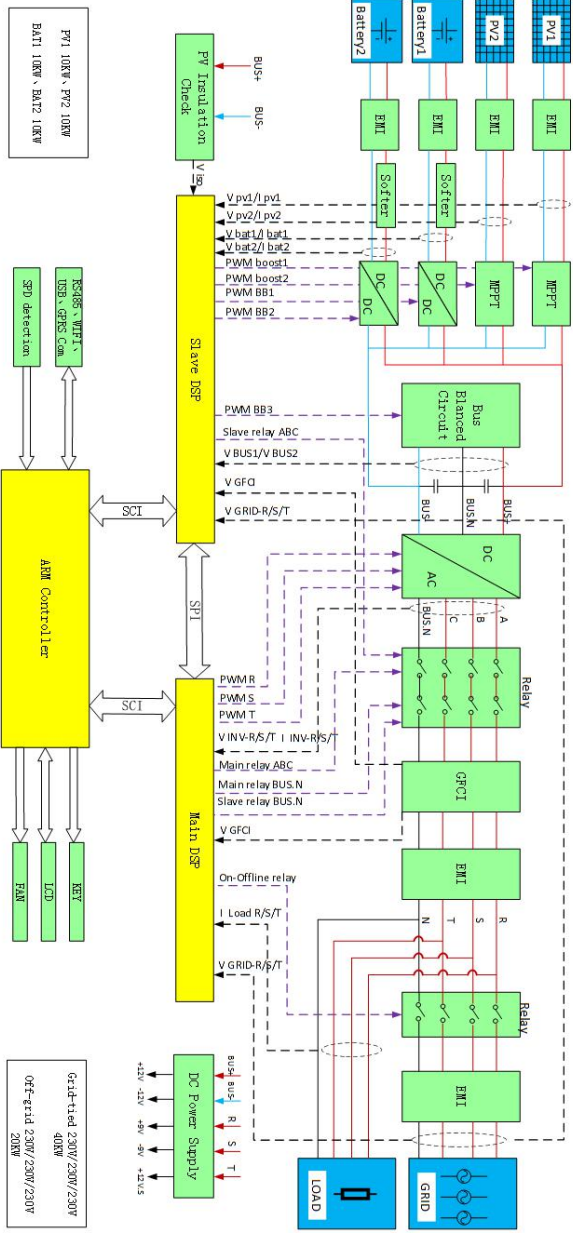 Battery2
Battery1
PV2
PV1
EMI
EMI
EMI
EMI
Softer
Softer
DC
DC
DC
DC
MPPT
MPPT
PV1 10KW、PV2 10KW
BAT1 10KW、BAT2 10KW
PV Insulation
Check
BUS+
BUS-
V iso
V pv1/I pv1
V pv2/I pv2
V bat1/I bat1
V bat2/I bat2
PWM boost1
PWM boost2
PWM BB1
PWM BB2
PWM BB3
Slave relay ABC
V BUS1/V BUS2
V GFCI
V GRID-R/S/T
Slave DSP
Bus
Blanced
Circuit
BUS-
BUS.N
BUS+
DC
AC
BUS.N
C
B
A
Relay
RS485、WIFI、
USB、GPRS Com
SPD detection
SCI
SPI
SCI
ARM Controller
PWM R
PWM S
PWM T
V INV-R/S/T
I INV-R/S/T
Main relay ABC
Main relay BUS.N
Slave relay BUS.N
V GFCI
On-Offline relay
I Load R/S/T
V GRID-R/S/T
Main DSP
GFCI
EMI
N
T
S
R
Relay
EMI
FAN
LCD
KEY
BUS+
BUS-
R
S
T
DC Power Supply
+12V
-12V
+9V
-9V
+12V.S
LOAD
GRID
Grid-tied 230V/230V/230V
40KW
Off-grid 230V/230V/230V
20KW